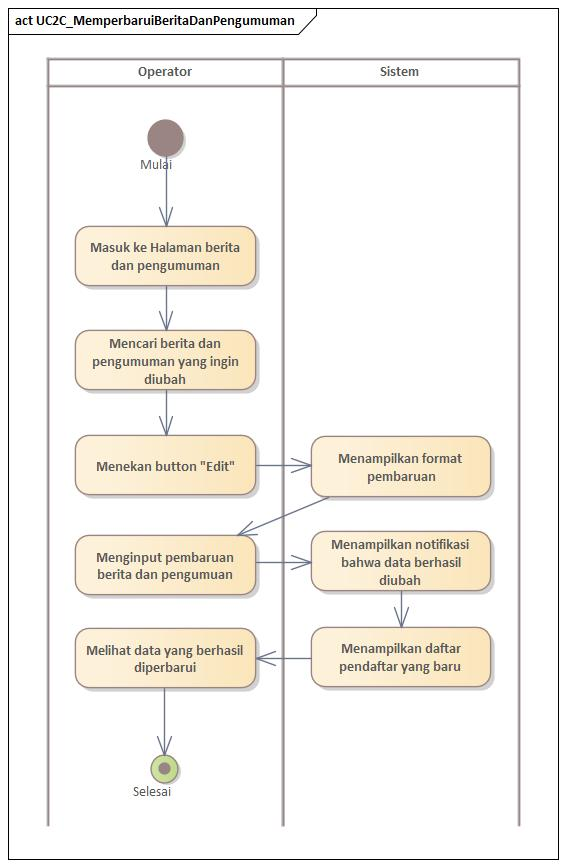 act UC2C_MemperbaruiBeritaDanPengumuman
Operator
Sistem
Mulai
Masuk ke Halaman berita
dan pengumuman
Mencari berita dan
pengumuman yang ingin
diubah
Menekan button "Edit"
Menampilkan format
pembaruan
Menginput pembaruan
berita dan pengumuan
Menampilkan notifikasi
bahwa data berhasil
diubah
Menampilkan daftar
pendaftar yang baru
Melihat data yang berhasil
diperbarui
Selesai